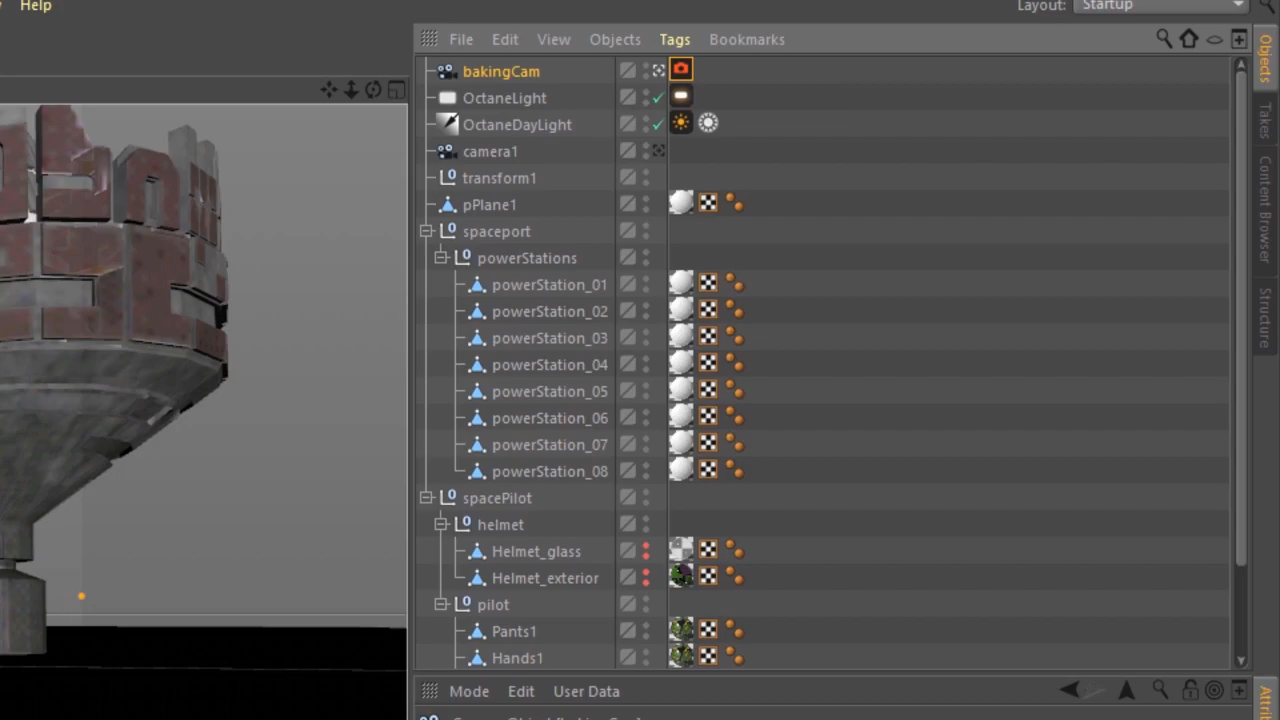 Help
Layout: Startup
File Edit View Objects Tags Bookmarks
bakingCam
OctaneLight
OctaneDayLight
camera1
transform1
pPlane1
spaceport
powerStations
powerStation_01
powerStation_02
powerStation_03
powerStation_04
powerStation_05
powerStation_06
powerStation_07
powerStation_08
spacePilot
helmet
Helmet_glass
Helmet_exterior
pilot
Pants1
Hands1
Mode Edit User Data
Objects
Takes
Content Browser
Structure